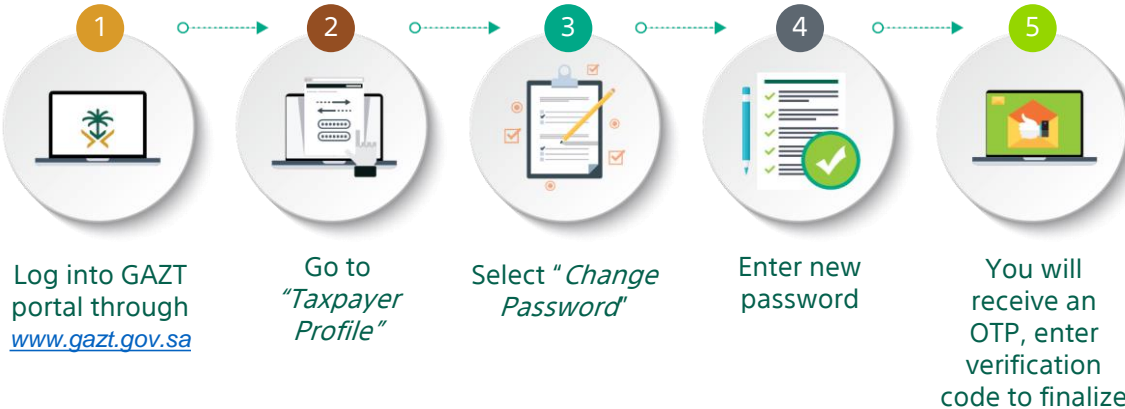 1
2
3
4
5
Log into GAZT
portal through
www.gazt.gov.sa
Go to
“Taxpayer
Profile”
Select “Change
Password”
Enter new
password
You will
receive an
OTP, enter
verification
code to finalize